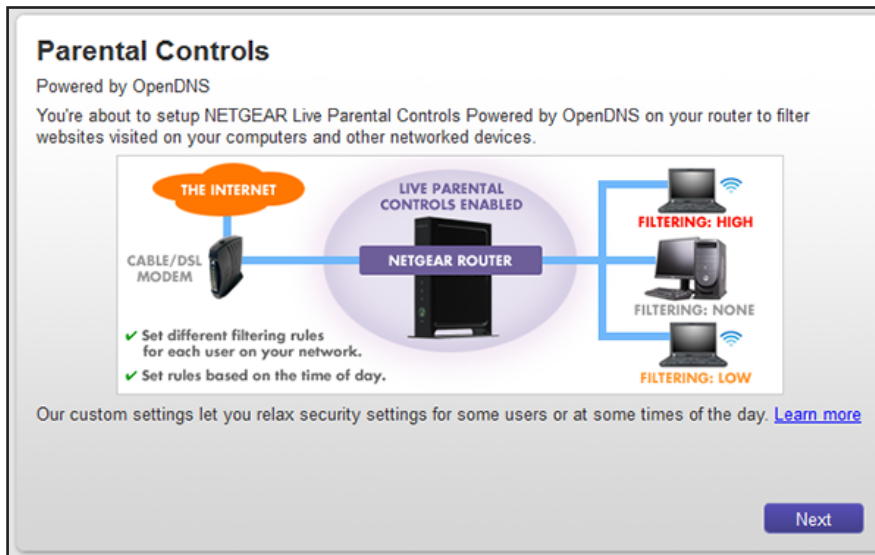 Parental Controls
Powered by OpenDNS
You're about to setup NETGEAR Live Parental Controls Powered by OpenDNS on your router to filter
websites visited on your computers and other networked devices.
THE INTERNET
LIVE PARENTAL
CONTROLS ENABLED
FILTERING: HIGH
CABLE/DSL
MODEM
NETGEAR ROUTER
FILTERING: NONE
✓ Set different filtering rules
for each user on your network.
✓ Set rules based on the time of day.
FILTERING: LOW
Our custom settings let you relax security settings for some users or at some times of the day. Learn more
Next